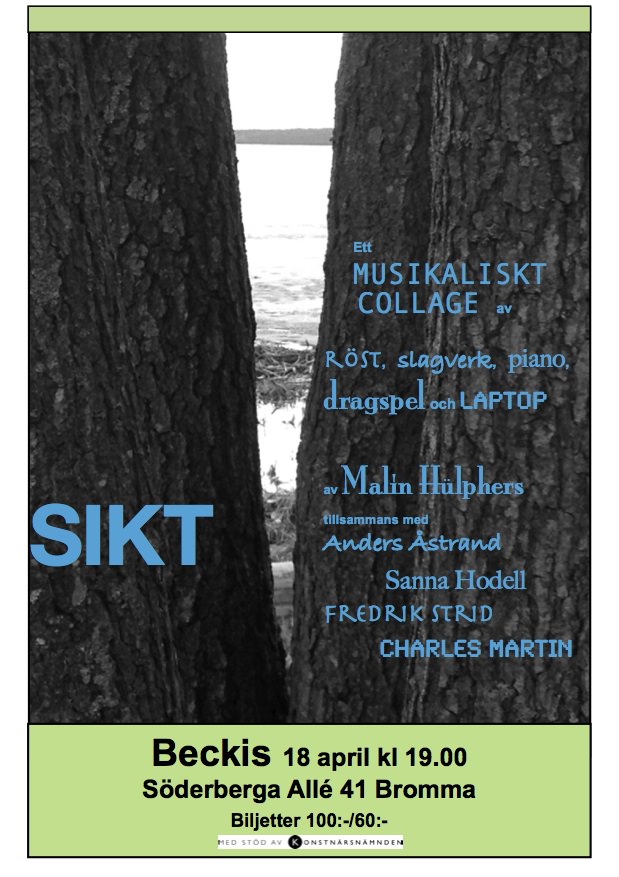 Ett
MUSIKALISKT
COLLAGE av
RÖST, slagverk, piano,
dragspel och LAPTOP
av Malin Hülphers
tillsammans med
Anders Åstrand
Sanna Hodell
FREDRIK STRID
CHARLES MARTIN
SIKT
Beckis 18 april kl 19.00
Söderberga Allé 41 Bromma
Biljetter 100:-/60:-
MED STÖD AV KONSTNÄRSNÄMNDEN